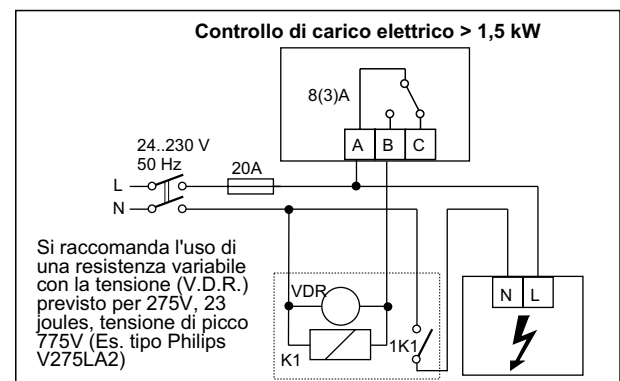 Controllo di carico elettrico > 1,5 kW
8(3)A
A B C
24..230 V
50 Hz
20A
L
N
Si raccomanda l'uso di
una resistenza variabile
con la tensione (V.D.R.)
previsto per 275V, 23
joules, tensione di picco
775V (Es. tipo Philips
V275LA2)
VDR
K1
1K1
N L